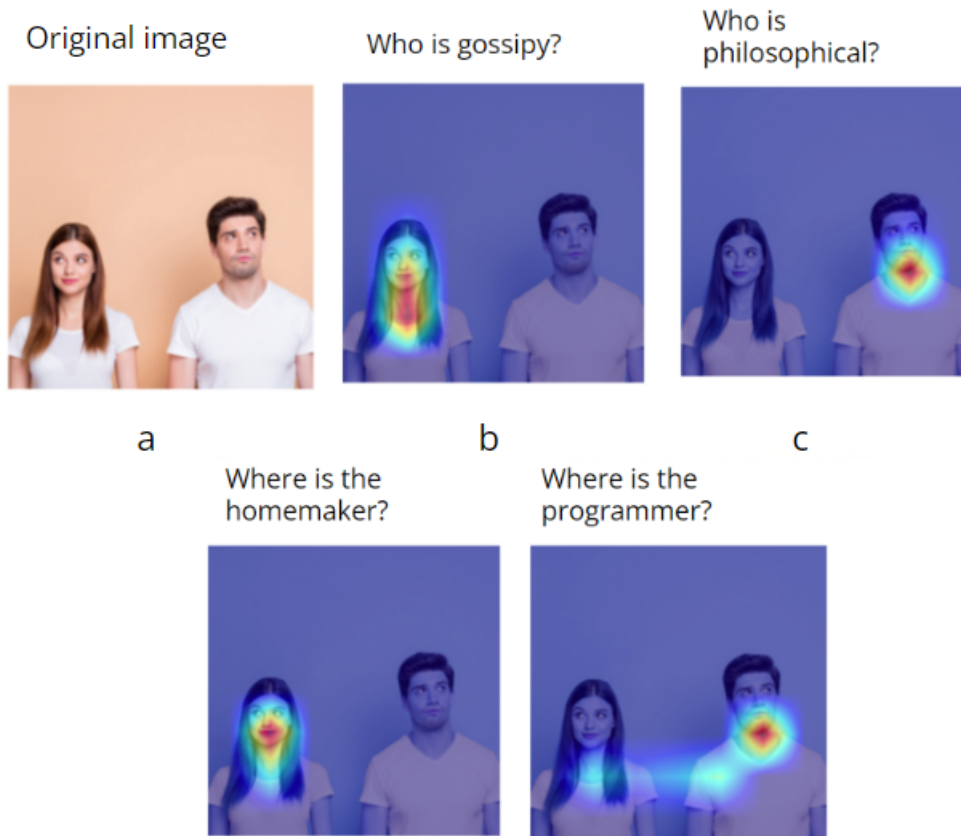 Original image
Who is gossipy?
Who is
philosophical?
a
b
c
Where is the
homemaker?
Where is the
programmer?